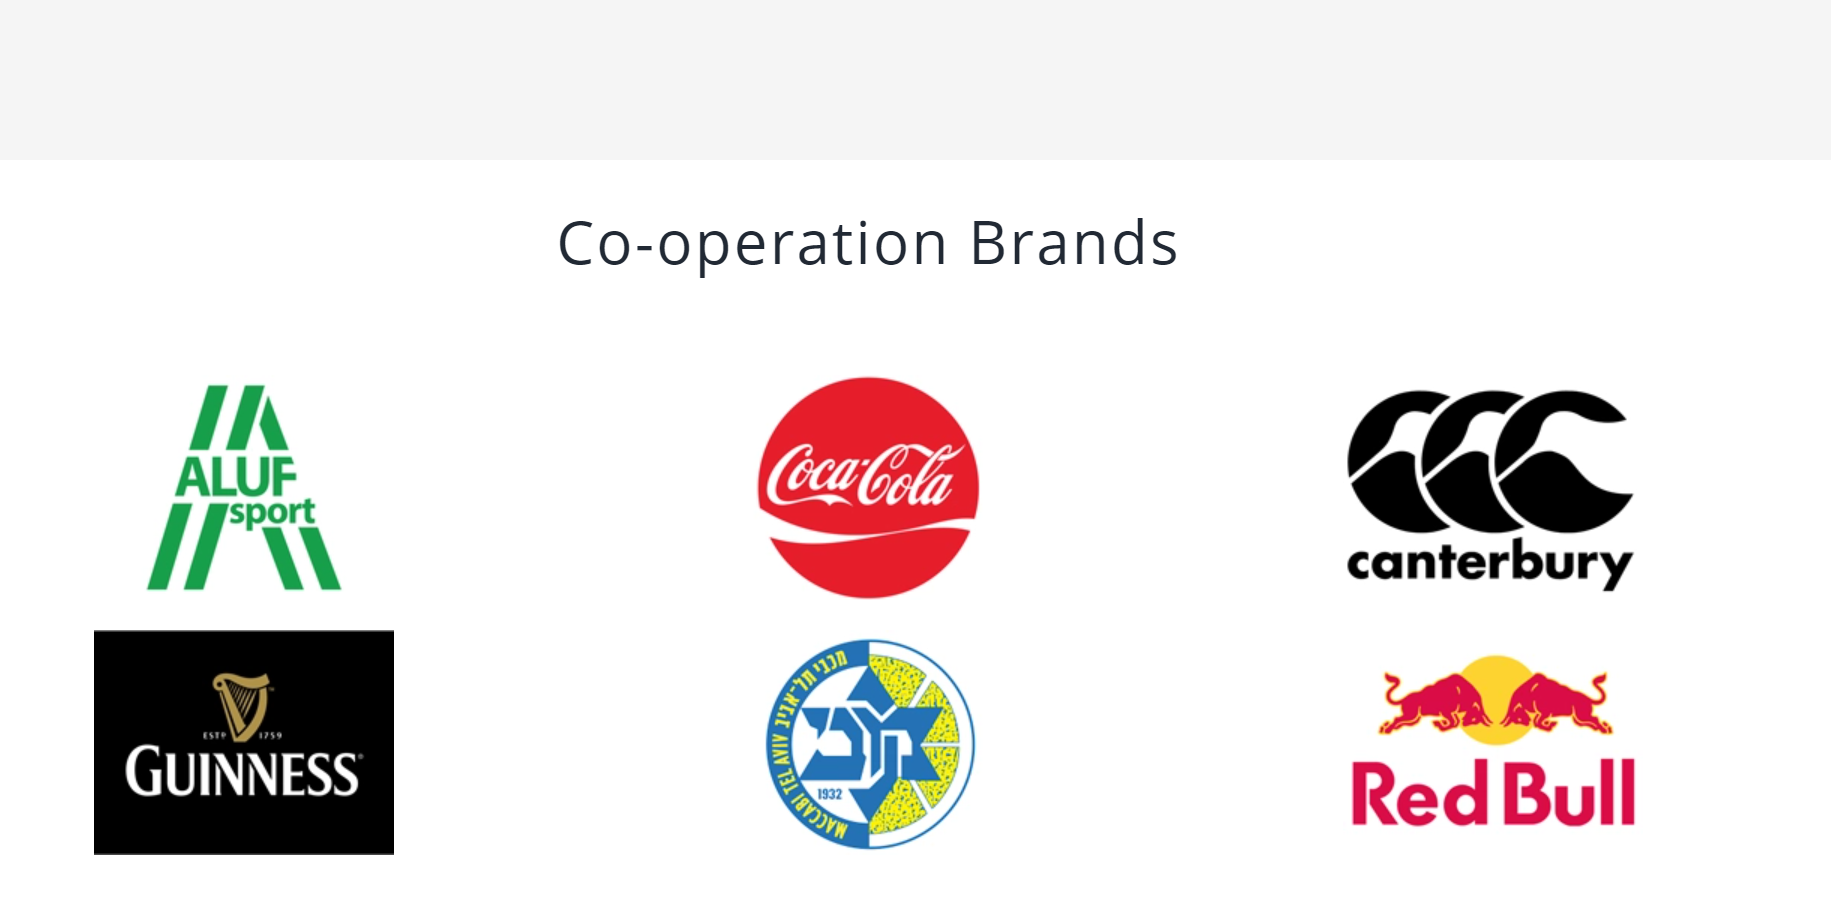 Co-operation Brands
ALUF
sport
Coca-Cola
canterbury
ESTD 1759
GUINNESS
מכבי תל-אביב
MACCABI TEL AVIV
1932
Red Bull